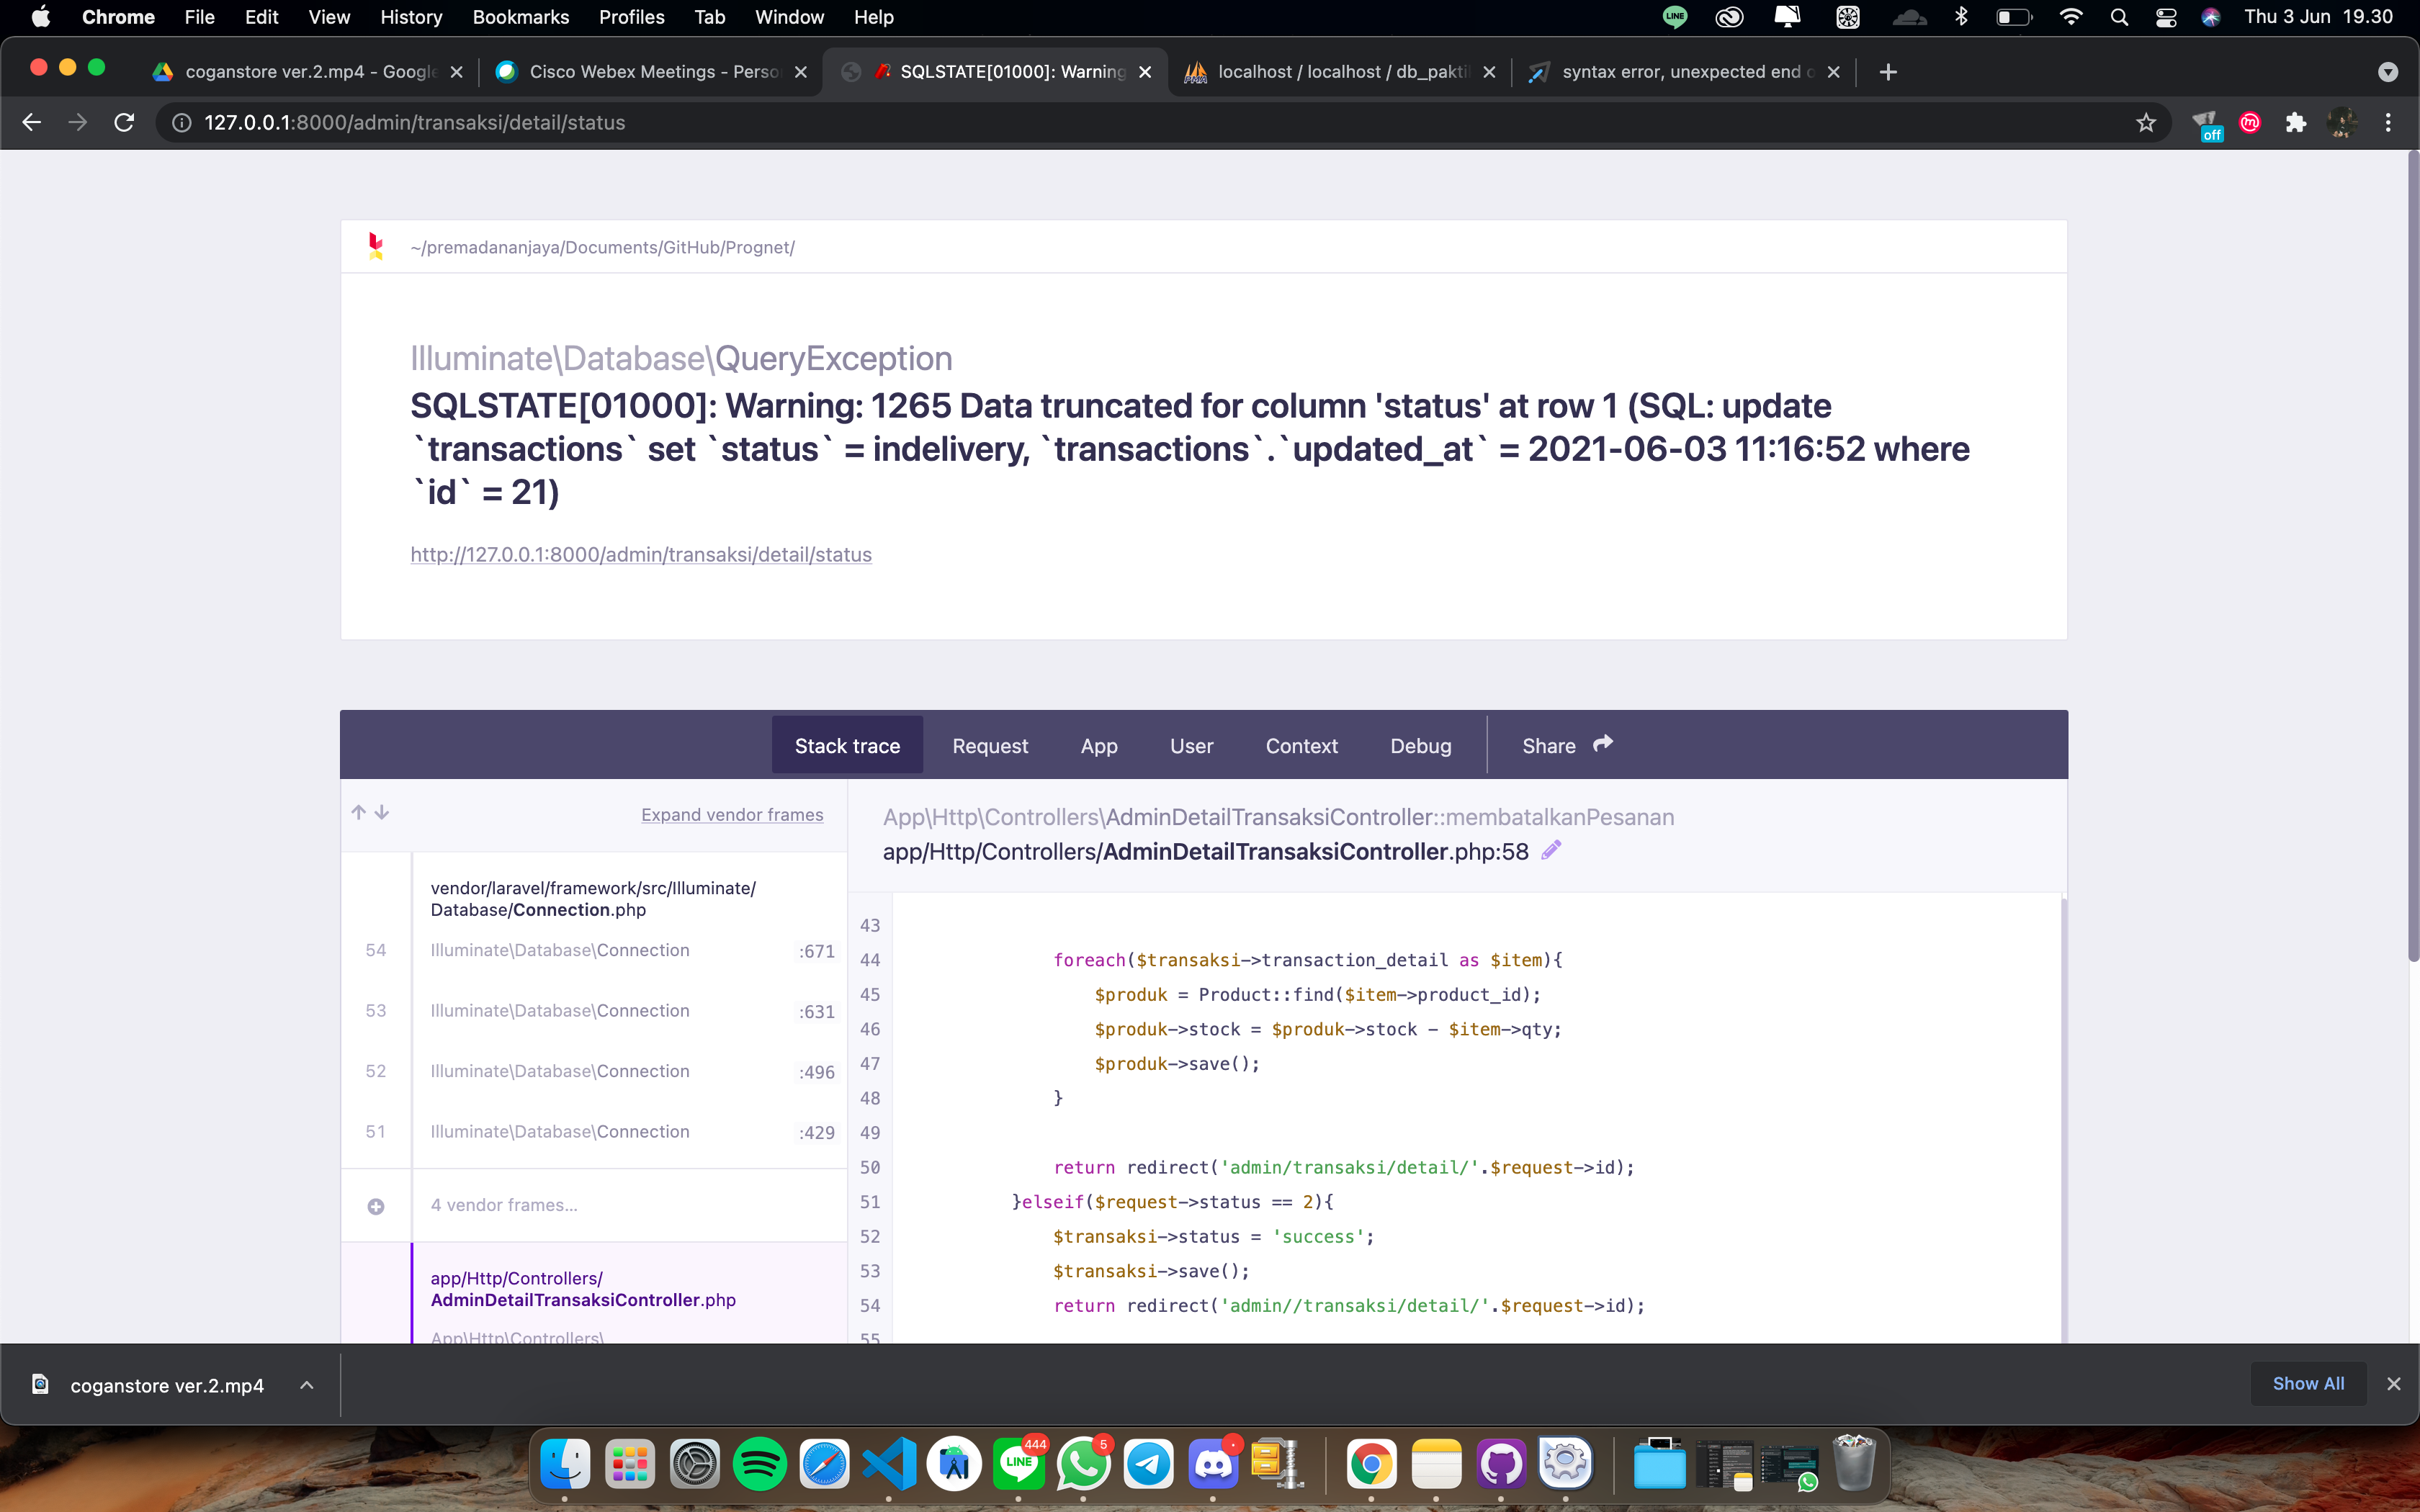 Chrome File Edit View History Bookmarks Profiles Tab Window Help LINE Thu 3 Jun 19.30
coganstore ver.2.mp4 - Google Cisco Webex Meetings - Perso SQLSTATE[01000]: Warning localhost / localhost / db_pakti syntax error, unexpected end o
127.0.0.1:8000/admin/transaksi/detail/status off
~/premadananjaya/Documents/GitHub/Prognet/
Illuminate\Database\QueryException
SQLSTATE[01000]: Warning: 1265 Data truncated for column 'status' at row 1 (SQL: update
`transactions` set `status` = indelivery, `transactions`.`updated_at` = 2021-06-03 11:16:52 where
`id` = 21)
http://127.0.0.1:8000/admin/transaksi/detail/status
Stack trace Request App User Context Debug Share
Expand vendor frames
vendor/laravel/framework/src/Illuminate/
Database/Connection.php
54 Illuminate\Database\Connection :671
53 Illuminate\Database\Connection :631
52 Illuminate\Database\Connection :496
51 Illuminate\Database\Connection :429
4 vendor frames...
app/Http/Controllers/
AdminDetailTransaksiController.php
App\Http\Controllers\
App\Http\Controllers\AdminDetailTransaksiController::membatalkanPesanan
app/Http/Controllers/AdminDetailTransaksiController.php:58
43
44 foreach($transaksi->transaction_detail as $item){
45 $produk = Product::find($item->product_id);
46 $produk->stock = $produk->stock - $item->qty;
47 $produk->save();
48 }
49
50 return redirect('admin/transaksi/detail/'.$request->id);
51 }elseif($request->status == 2){
52 $transaksi->status = 'success';
53 $transaksi->save();
54 return redirect('admin//transaksi/detail/'.$request->id);
55
coganstore ver.2.mp4 Show All
444 5
LINE